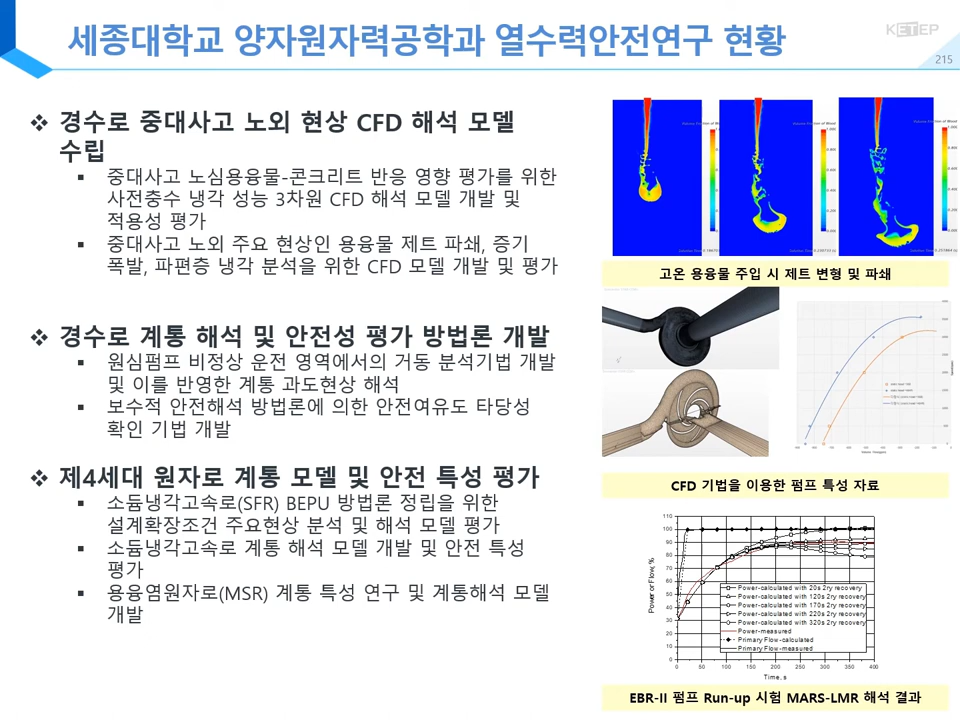 세종대학교 양자원자력공학과 열수력안전연구 현황
KETEP
215
❖ 경수로 중대사고 노외 현상 CFD 해석 모델
수립
▪ 중대사고 노심용융물-콘크리트 반응 영향 평가를 위한
사전충수 냉각 성능 3차원 CFD 해석 모델 개발 및
적용성 평가
▪ 중대사고 노외 주요 현상인 용융물 제트 파쇄, 증기
폭발, 파편층 냉각 분석을 위한 CFD 모델 개발 및 평가
❖ 경수로 계통 해석 및 안전성 평가 방법론 개발
▪ 원심펌프 비정상 운전 영역에서의 거동 분석기법 개발
및 이를 반영한 계통 과도현상 해석
▪ 보수적 안전해석 방법론에 의한 안전여유도 타당성
확인 기법 개발
❖ 제4세대 원자로 계통 모델 및 안전 특성 평가
▪ 소듐냉각고속로(SFR) BEPU 방법론 정립을 위한
설계확장조건 주요현상 분석 및 해석 모델 평가
▪ 소듐냉각고속로 계통 해석 모델 개발 및 안전 특성
평가
▪ 용융염원자로(MSR) 계통 특성 연구 및 계통해석 모델
개발
고온 용융물 주입 시 제트 변형 및 파쇄
CFD 기법을 이용한 펌프 특성 자료
110
100
90
80
70
60
50
40
30
20
10
0
Power or Flow, %
Power-calculated with 20s 2ry recovery
Power-calculated with 120s 2ry recovery
Power-calculated with 170s 2ry recovery
Power-calculated with 220s 2ry recovery
Power-calculated with 320s 2ry recovery
Power-measured
Primary Flow-calculated
Primary Flow-measured
0 50 100 150 200 250 300 350 400
Time, s
EBR-II 펌프 Run-up 시험 MARS-LMR 해석 결과